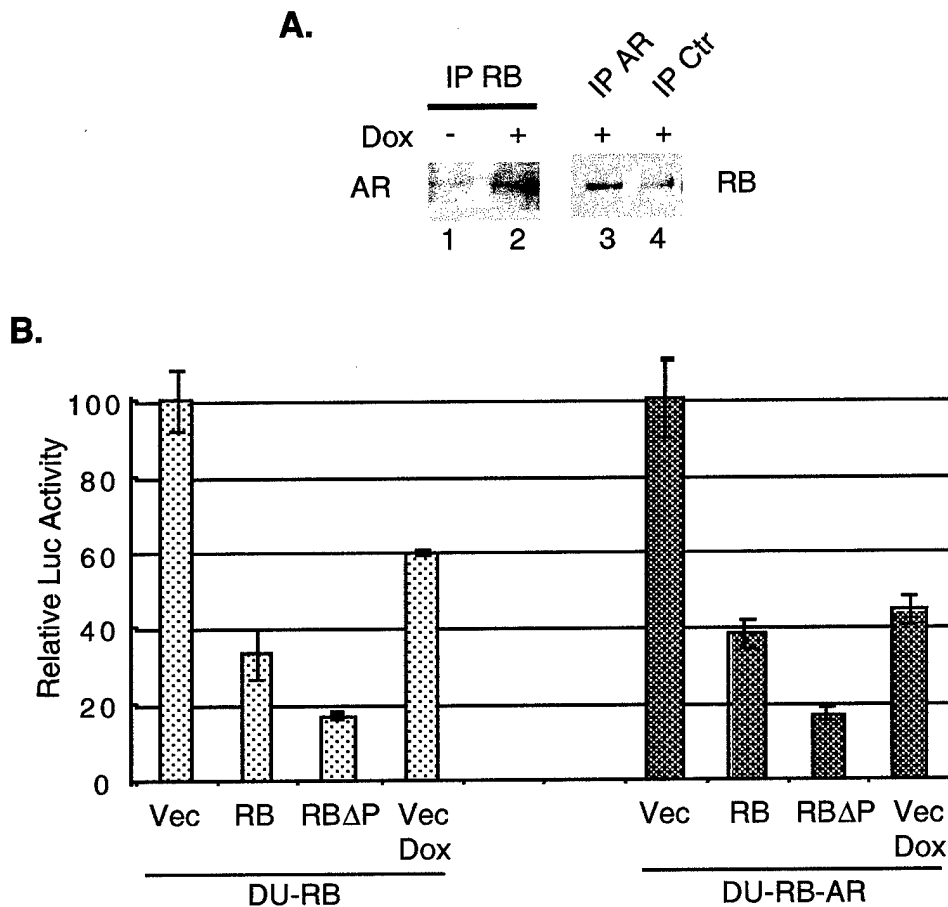 A.
IP RB IP AR IP Ctr
Dox - + + +
AR RB
1 2 3 4
B.
Relative Luc Activity
100
80
60
40
20
0
Vec RB RBΔP Vec Dox Vec RB RBΔP Vec Dox
DU-RB DU-RB-AR